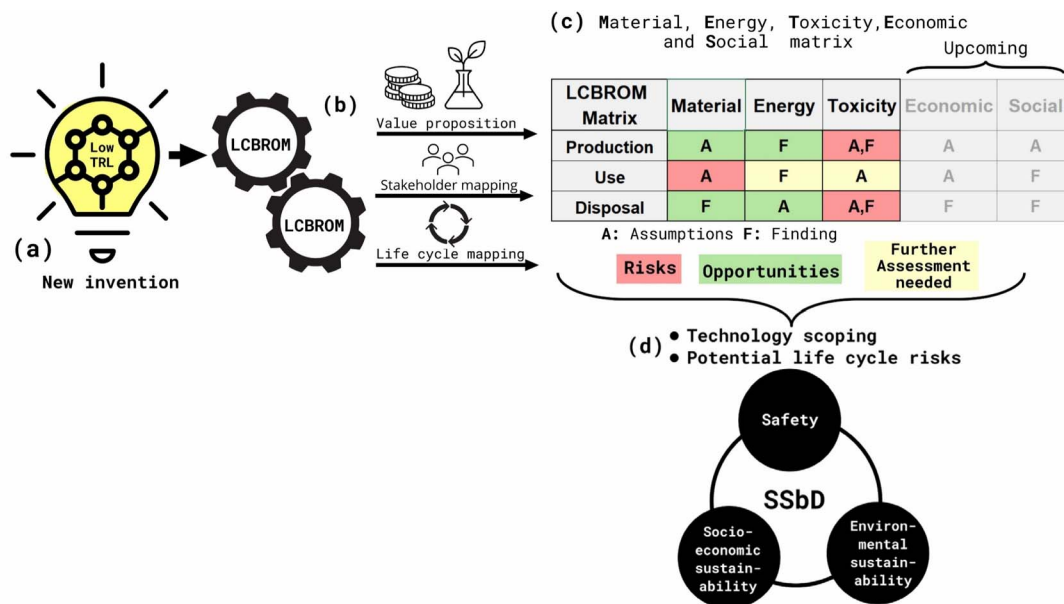 (a)
Low
TRL
New invention
LCBROM
LCBROM
(b)
Value proposition
Stakeholder mapping
Life cycle mapping
(c) Material, Energy, Toxicity,Economic
and Social matrix
Upcoming
LCBROM Matrix Material Energy Toxicity Economic Social
Production A F A,F A A
Use A F A A F
Disposal F A A,F F F
A: Assumptions F: Finding
Risks
Opportunities
Further
Assessment
needed
(d)
● Technology scoping
● Potential life cycle risks
Safety
SSbD
Socio-
economic
sustain-
ability
Environ-
mental
sustain-
ability